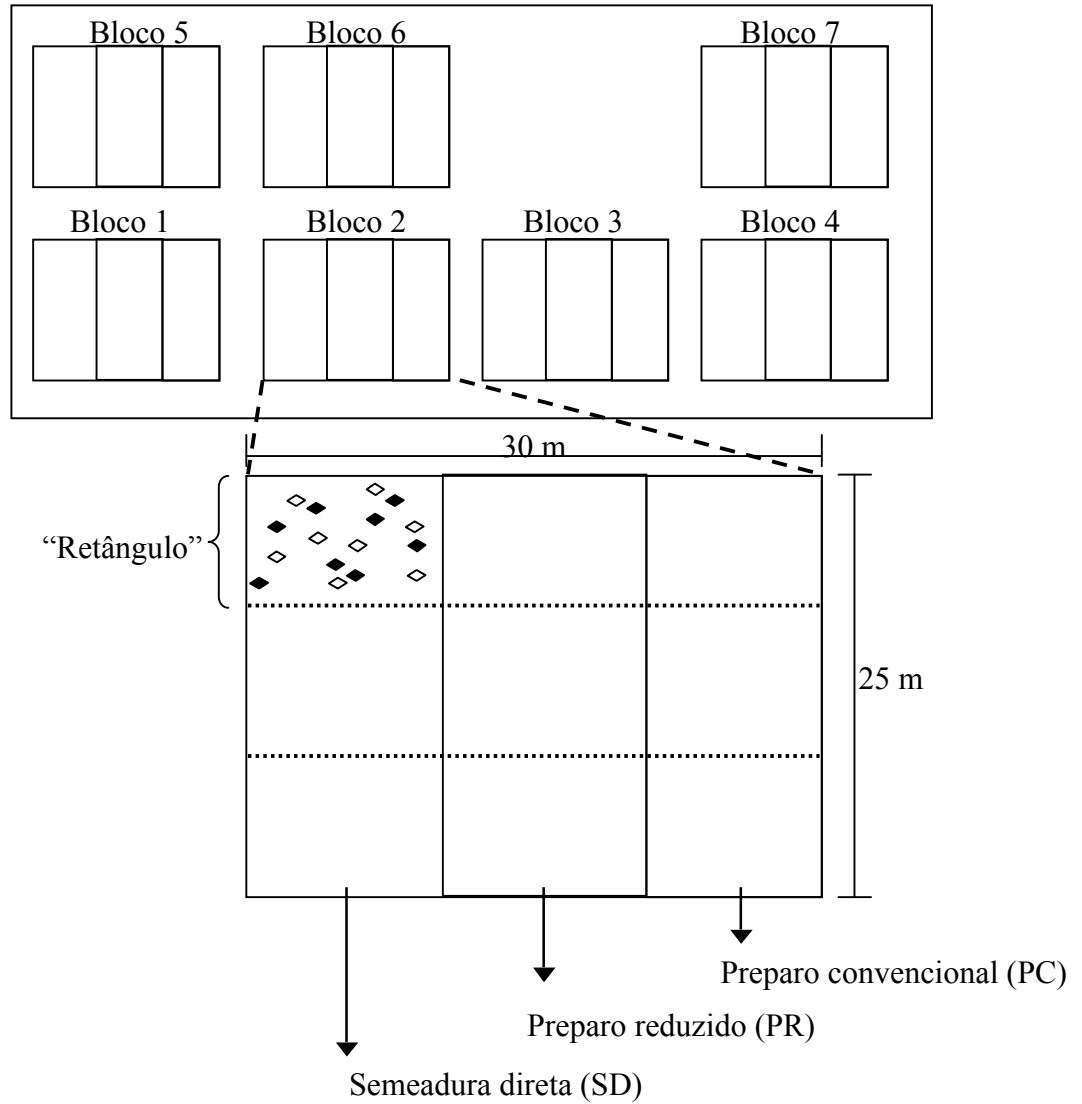 Bloco 5
Bloco 6
Bloco 7
Bloco 1
Bloco 2
Bloco 3
Bloco 4
30 m
“Retângulo”
25 m
Preparo convencional (PC)
Preparo reduzido (PR)
Semeadura direta (SD)